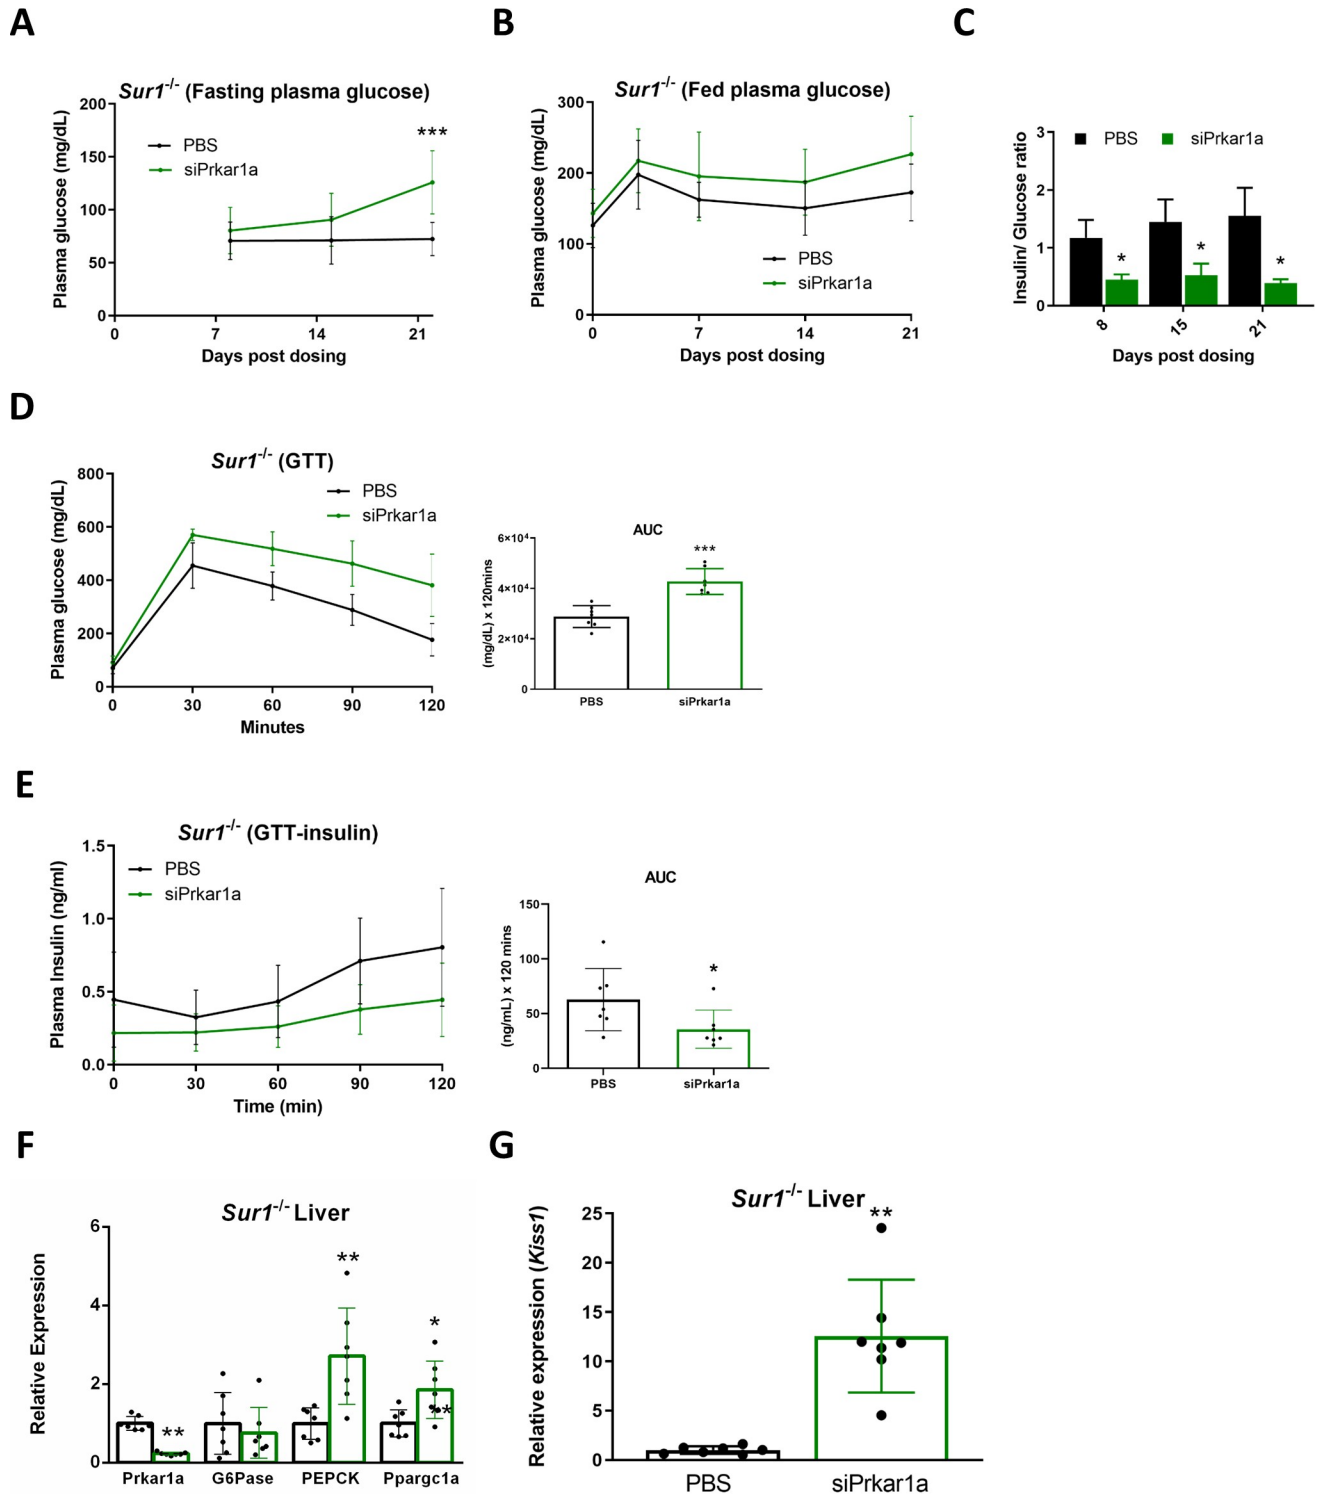 A
B
C
Sur1-/- (Fasting plasma glucose)
200
150
100
50
0
Plasma glucose (mg/dL)
PBS
siPrkar1a
***
0 7 14 21
Days post dosing
Sur1-/- (Fed plasma glucose)
300
200
100
0
Plasma glucose (mg/dL)
PBS
siPrkar1a
0 7 14 21
Days post dosing
3
2
1
0
Insulin/ Glucose ratio
PBS siPrkar1a
* * *
8 15 21
Days post dosing
D
Sur1-/- (GTT)
800
600
400
200
0
Plasma glucose (mg/dL)
PBS
siPrkar1a
0 30 60 90 120
Minutes
AUC
6×10⁴
4×10⁴
2×10⁴
0
(mg/dL) x 120mins
***
PBS siPrkar1a
E
Sur1-/- (GTT-insulin)
1.5
1.0
0.5
0.0
Plasma Insulin (ng/ml)
PBS
siPrkar1a
0 30 60 90 120
Time (min)
AUC
150
100
50
0
(ng/mL) x 120 mins
*
PBS siPrkar1a
F
Sur1-/- Liver
6
4
2
0
Relative Expression
**
**
*
**
Prkar1a G6Pase PEPCK Ppargc1a
G
Sur1-/- Liver
25
20
15
10
5
0
Relative expression (Kiss1)
**
PBS siPrkar1a